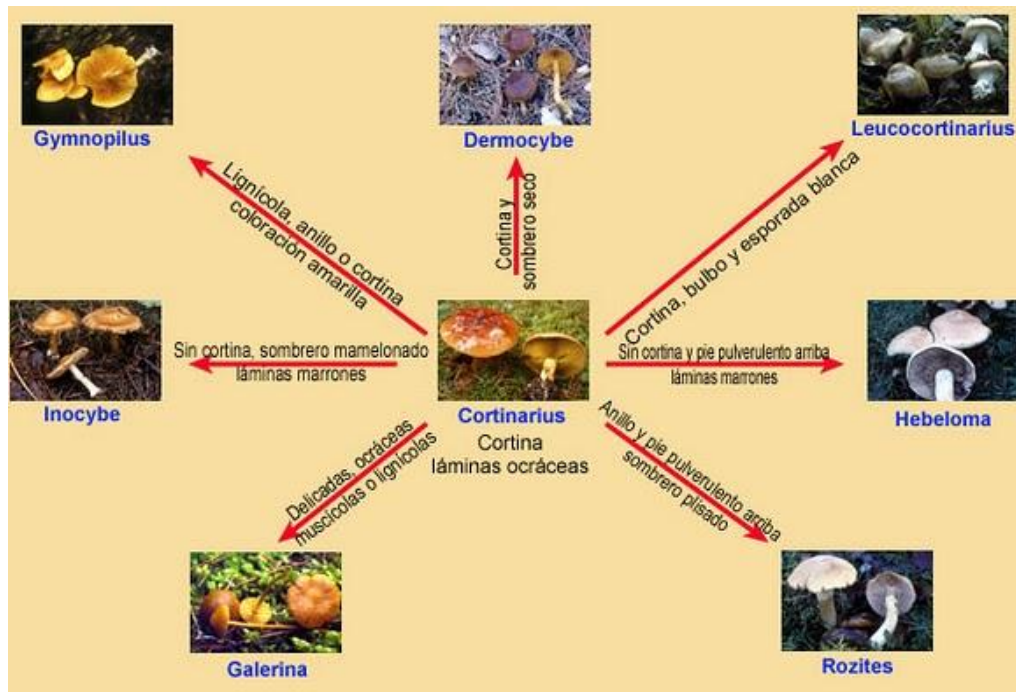 Gymnopilus
Dermocybe
Leucocortinarius
Lignícola, anillo o cortina
coloración amarilla
Cortina y
sombrero seco
Cortina, bulbo y esporada blanca
Sin cortina, sombrero mamelonado
láminas marrones
Sin cortina y pie pulverulento arriba
láminas marrones
Inocybe
Cortinarius
Cortina
láminas ocráceas
Hebeloma
Delicadas, ocráceas
muscícolas o lignícolas
Anillo y pie pulverulento arriba
sombrero plisado
Galerina
Rozites